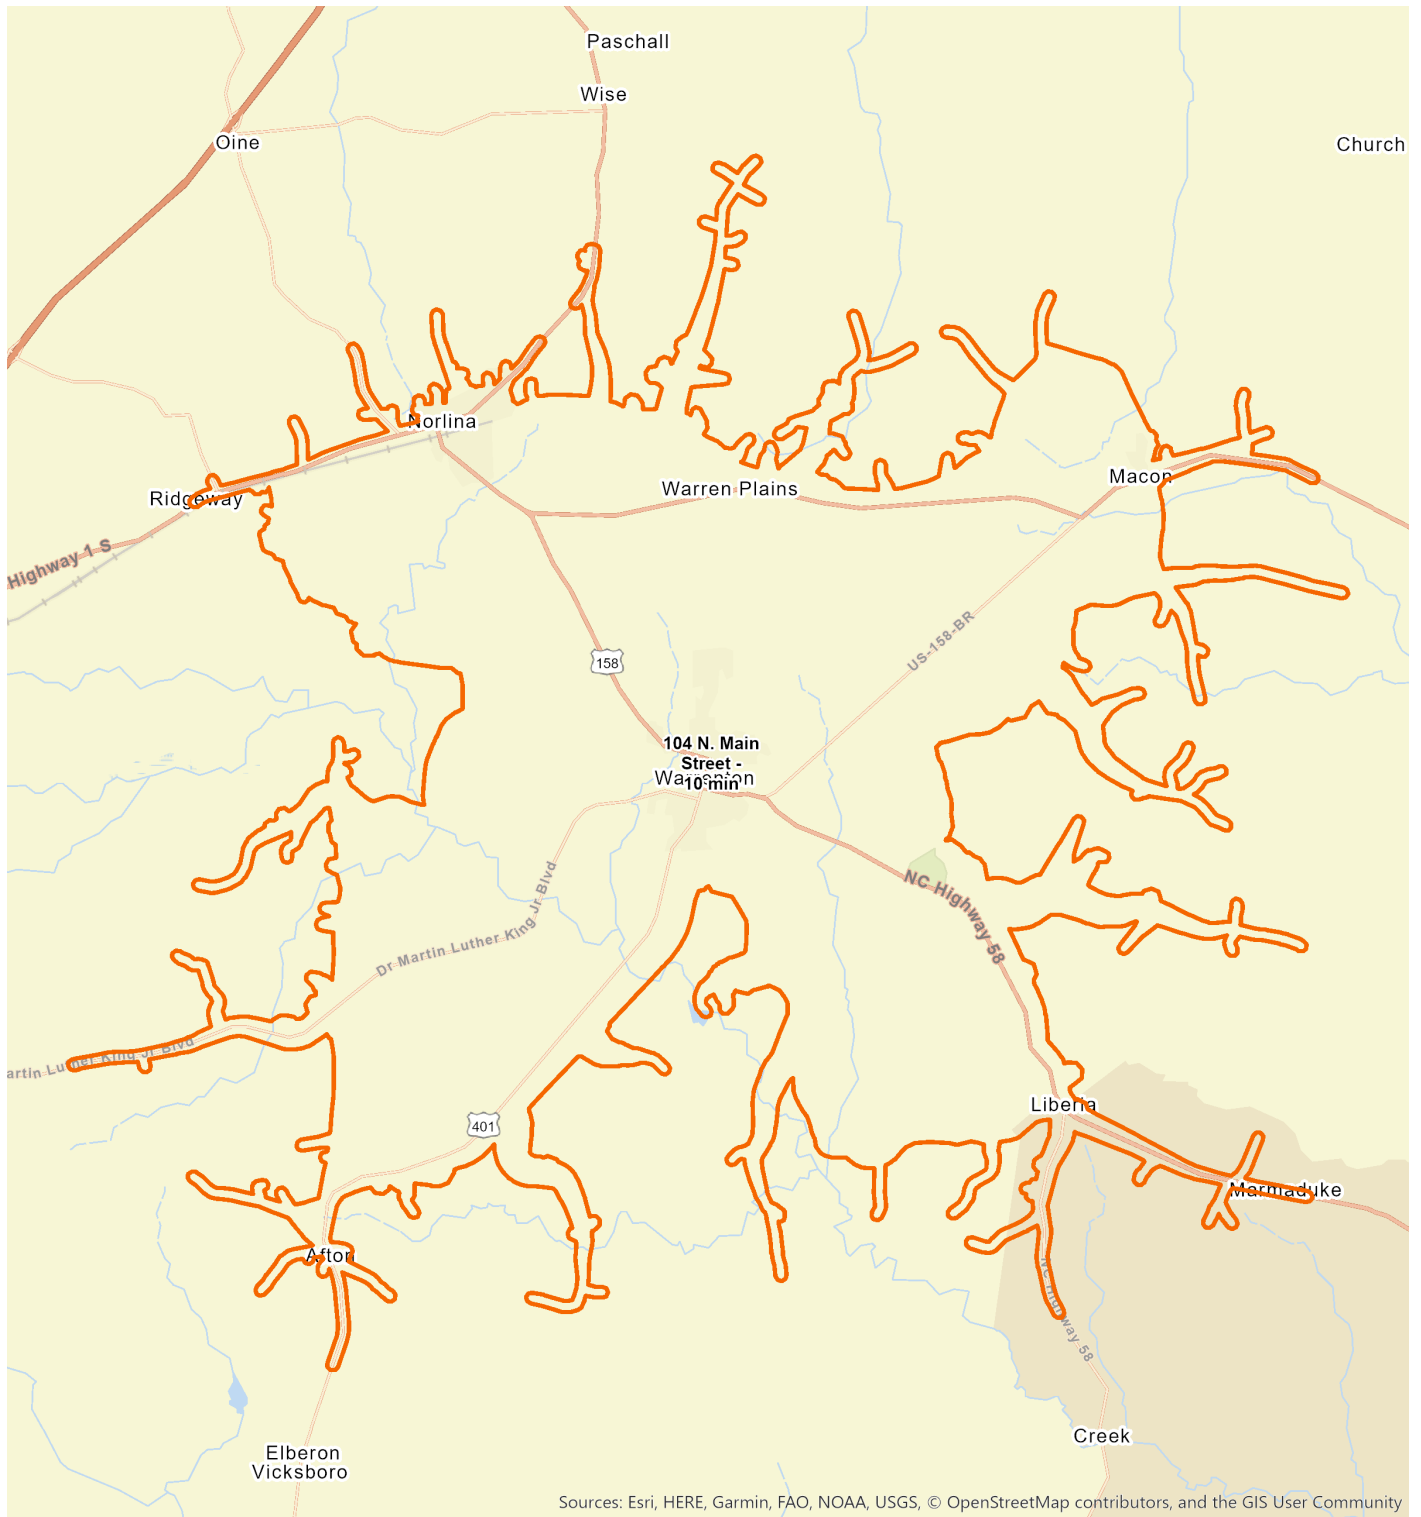 Paschall
Wise
Oine
Church
Norlina
Macon
Warren Plains
Ridgeway
Highway 1 S
US-158-BR
158
104 N. Main
Street -
10 min
Warrenton
NC Highway 58
Dr Martin Luther King Jr Blvd
artin Luther King Jr Blvd
Liberia
401
Marmaduke
Afton
NC Highway 58
Creek
Elberon
Vicksboro
Sources: Esri, HERE, Garmin, FAO, NOAA, USGS, © OpenStreetMap contributors, and the GIS User Community